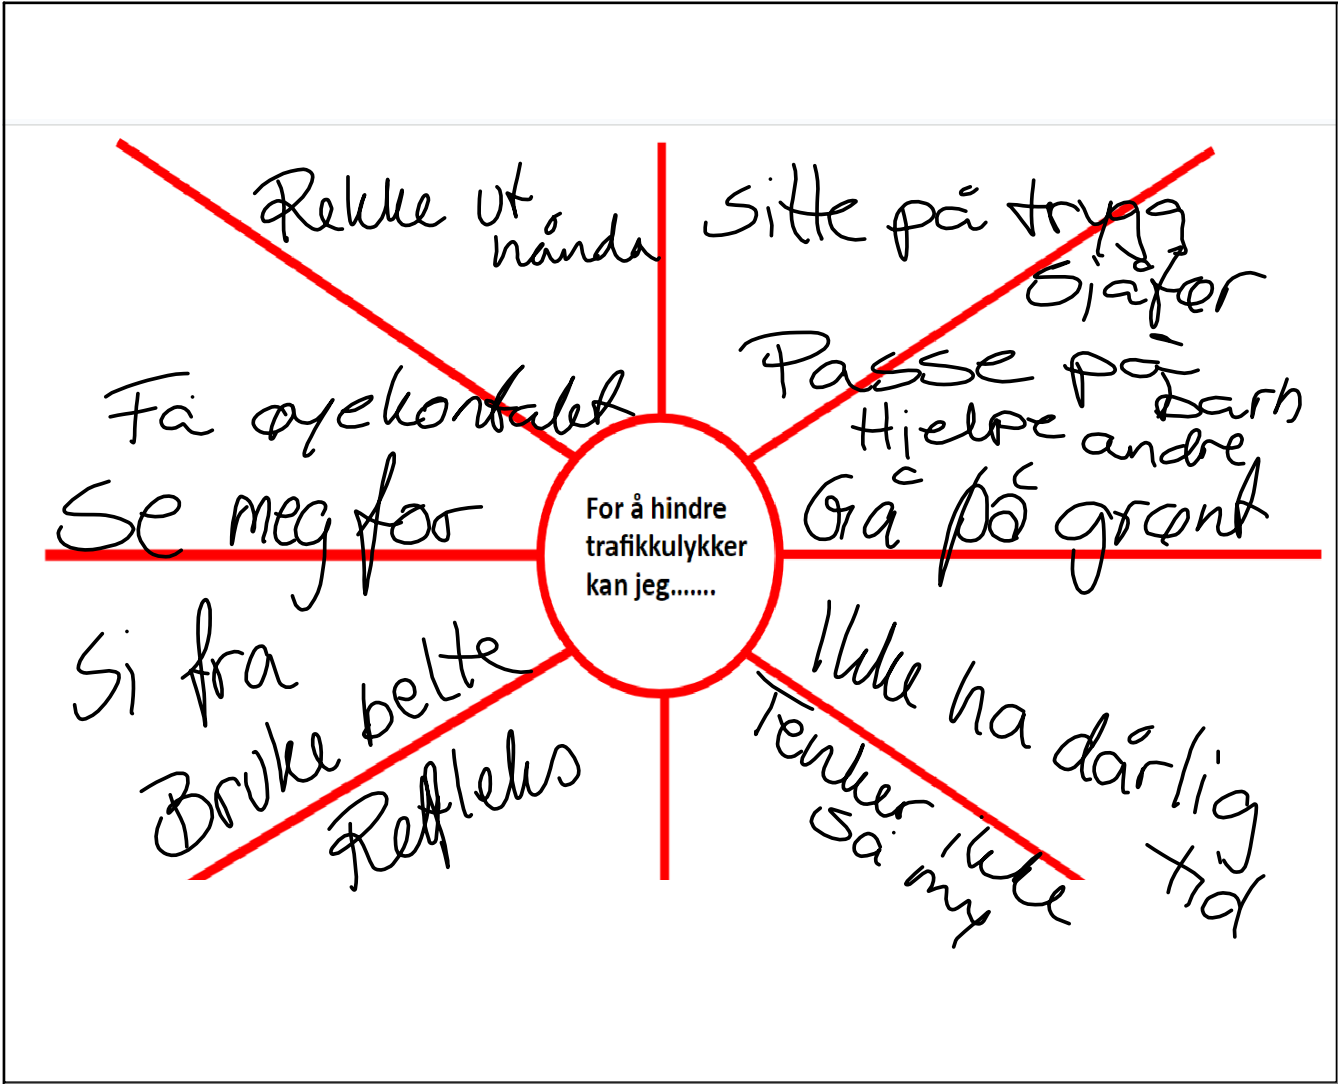 Rekke ut
hånda
Sitte på trygg
sjåfør
Få øyekontakt
Se meg for
Passe på
barn
Hjelpe andre
Gå på grønt
For å hindre
trafikkulykker
kan jeg.......
Si fra
Bruke belte
Refleks
Ikke ha dårlig
tid
Tenker ikke
så my